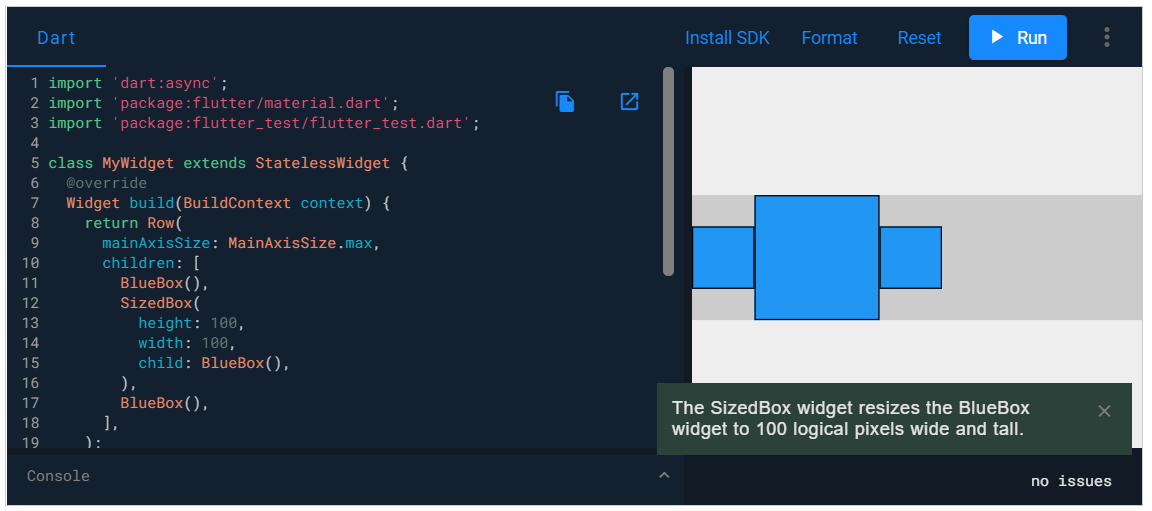 Dart
Install SDK
Format
Reset
Run
1 import 'dart:async';
2 import 'package:flutter/material.dart';
3 import 'package:flutter_test/flutter_test.dart';
4
5 class MyWidget extends StatelessWidget {
6   @override
7   Widget build(BuildContext context) {
8     return Row(
9       mainAxisSize: MainAxisSize.max,
10       children: [
11         BlueBox(),
12         SizedBox(
13           height: 100,
14           width: 100,
15           child: BlueBox(),
16         ),
17         BlueBox(),
18       ],
19     );
The SizedBox widget resizes the BlueBox
widget to 100 logical pixels wide and tall.
Console
no issues